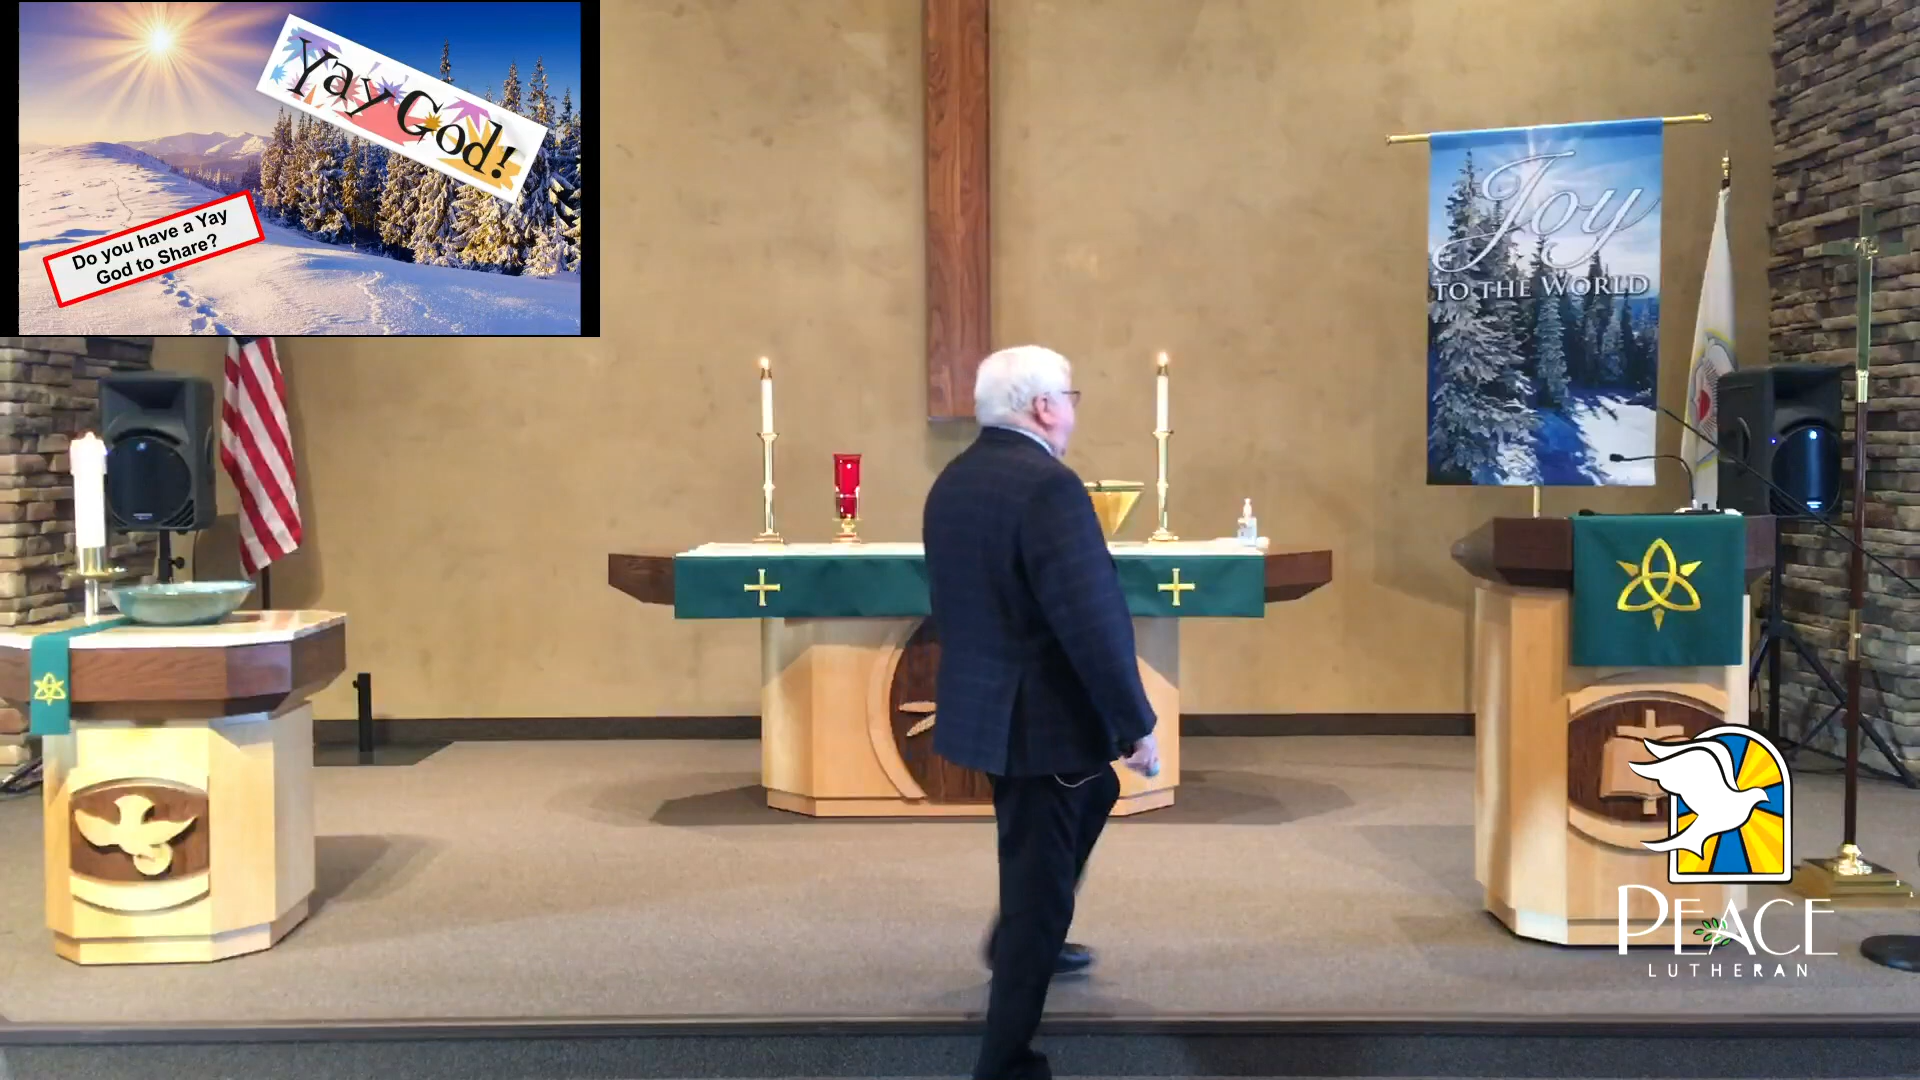 Yay God!
Do you have a Yay
God to Share?
Joy
TO THE WORLD
PEACE
LUTHERAN